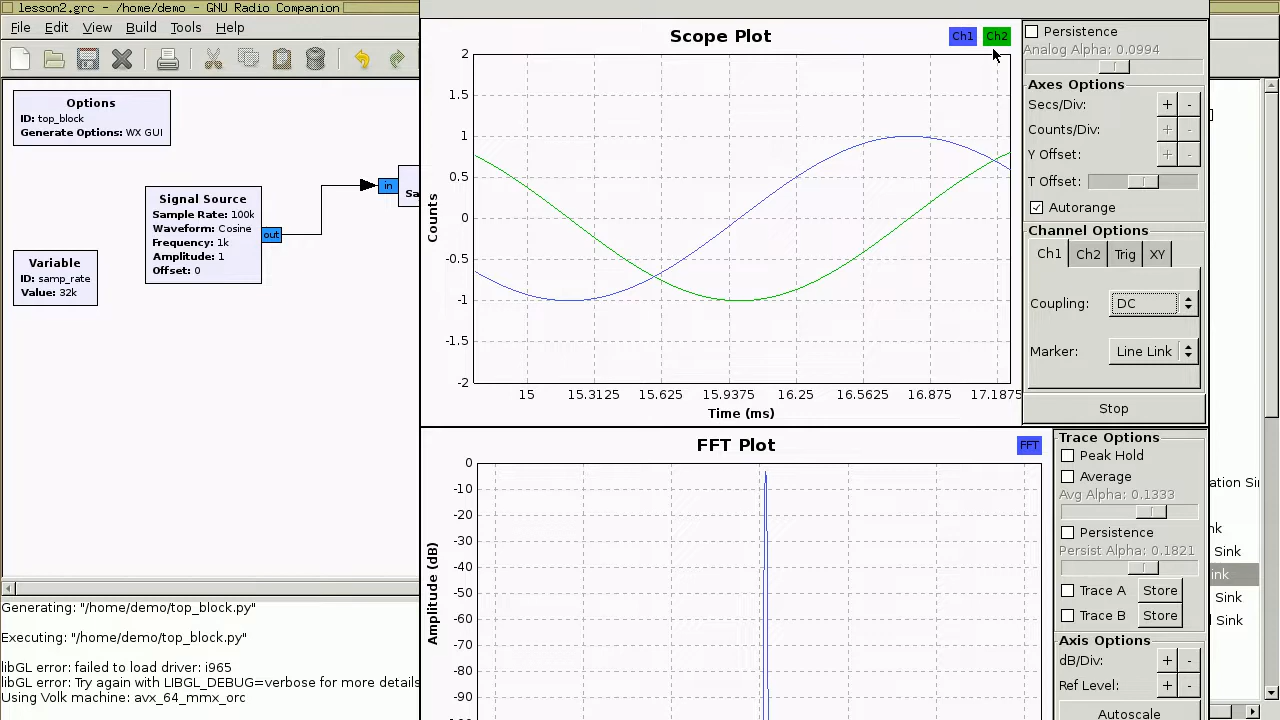 lesson2.grc - /home/demo - GNU Radio Companion
File Edit View Build Tools Help
Options
ID: top_block
Generate Options: WX GUI
Signal Source
Sample Rate: 100k
Waveform: Cosine
Frequency: 1k
Amplitude: 1
Offset: 0
out
in
Sa
Variable
ID: samp_rate
Value: 32k
Generating: "/home/demo/top_block.py"
Executing: "/home/demo/top_block.py"
libGL error: failed to load driver: i965
libGL error: Try again with LIBGL_DEBUG=verbose for more details
Using Volk machine: avx_64_mmx_orc
Scope Plot
Ch1 Ch2
2
1.5
1
0.5
0
-0.5
-1
-1.5
-2
Counts
15 15.3125 15.625 15.9375 16.25 16.5625 16.875 17.1875
Time (ms)
Persistence
Analog Alpha: 0.0994
Axes Options
Secs/Div: + -
Counts/Div: + -
Y Offset: + -
T Offset:
Autorange
Channel Options
Ch1 Ch2 Trig XY
Coupling: DC
Marker: Line Link
Stop
FFT Plot
FFT
0
-10
-20
-30
-40
-50
-60
-70
-80
-90
Amplitude (dB)
Trace Options
Peak Hold
Average
Avg Alpha: 0.1333
Persistence
Persist Alpha: 0.1821
Trace A Store
Trace B Store
Axis Options
dB/Div: + -
Ref Level: + -
Autoscale
ation Sin
nk
Sink
ink
Sink
d Sink